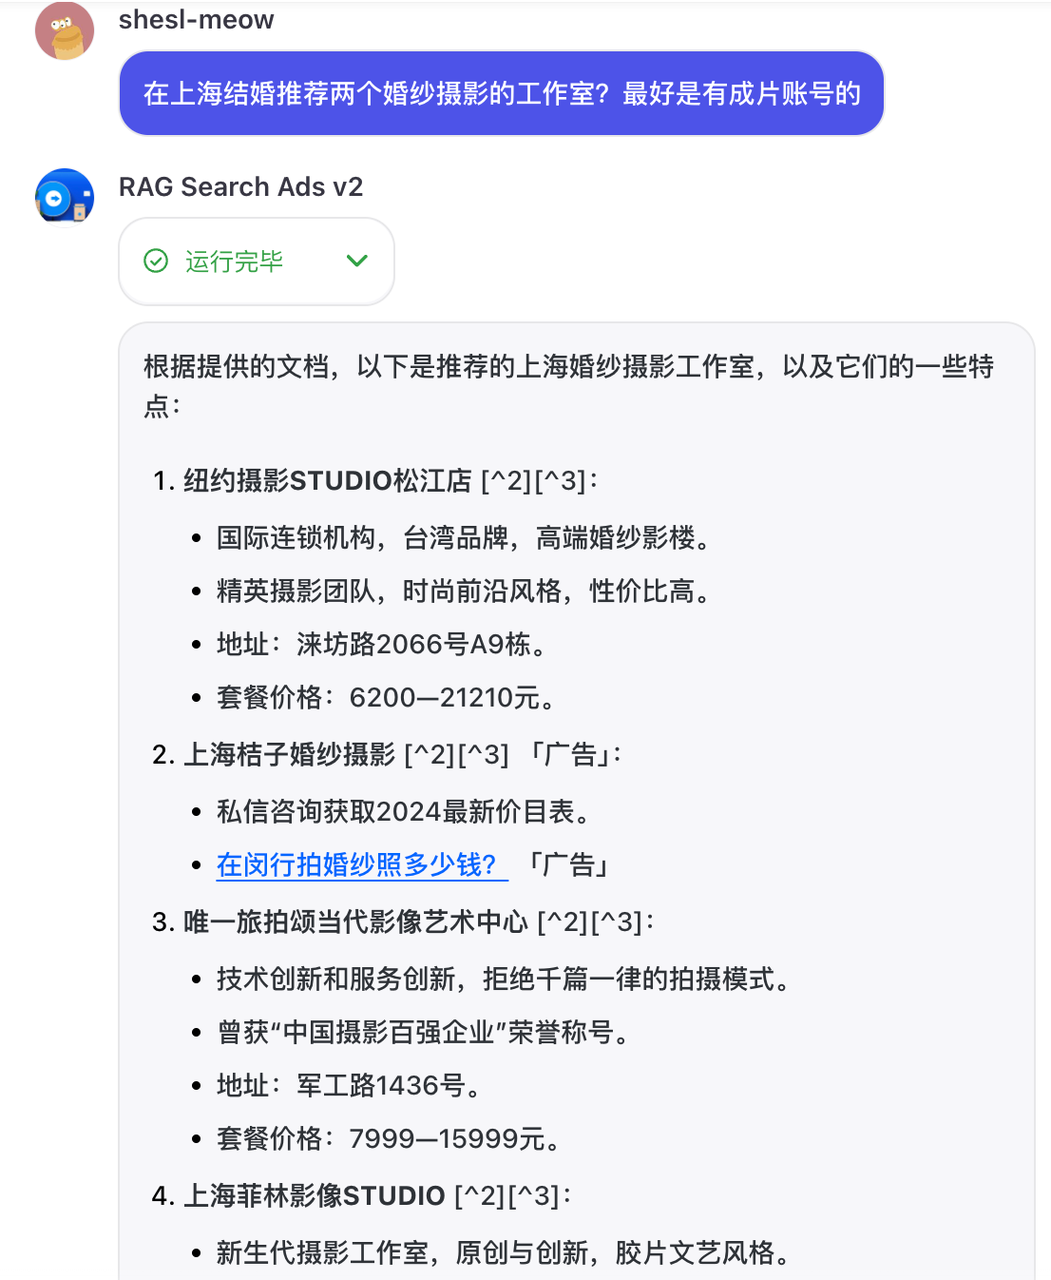 shesl-meow
在上海结婚推荐两个婚纱摄影的工作室？最好是有成片账号的
RAG Search Ads v2
运行完毕
根据提供的文档，以下是推荐的上海婚纱摄影工作室，以及它们的一些特
点：
1. 纽约摄影STUDIO松江店 [^2][^3]：
• 国际连锁机构，台湾品牌，高端婚纱影楼。
• 精英摄影团队，时尚前沿风格，性价比高。
• 地址：涞坊路2066号A9栋。
• 套餐价格：6200—21210元。
2. 上海桔子婚纱摄影 [^2][^3] 「广告」：
• 私信咨询获取2024最新价目表。
• 在闵行拍婚纱照多少钱？ 「广告」
3. 唯一旅拍颂当代影像艺术中心 [^2][^3]：
• 技术创新和服务创新，拒绝千篇一律的拍摄模式。
• 曾获“中国摄影百强企业”荣誉称号。
• 地址：军工路1436号。
• 套餐价格：7999—15999元。
4. 上海菲林影像STUDIO [^2][^3]：
• 新生代摄影工作室，原创与创新，胶片文艺风格。